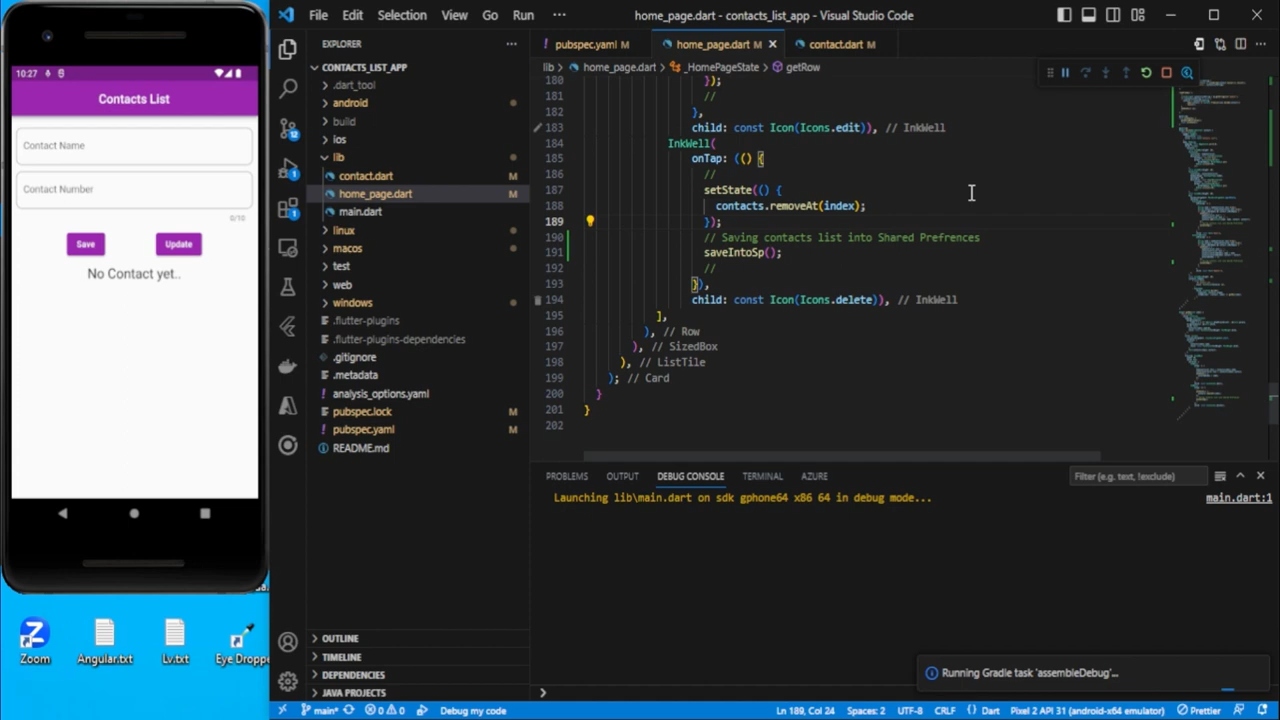 File Edit Selection View Go Run ··· home_page.dart - contacts_list_app - Visual Studio Code
10:27
Contacts List
Contact Name
Contact Number
0/10
Save Update
No Contact yet..
Zoom
Angular.txt
Lv.txt
Eye Droppe
EXPLORER ···
CONTACTS_LIST_APP
.dart_tool
android
build
ios
lib
contact.dart M
home_page.dart M
main.dart
linux
macos
test
web
windows
.flutter-plugins
.flutter-plugins-dependencies
.gitignore
.metadata
analysis_options.yaml
pubspec.lock M
pubspec.yaml M
README.md
OUTLINE
TIMELINE
DEPENDENCIES
JAVA PROJECTS
12
1
1
pubspec.yaml M home_page.dart M contact.dart M
lib > home_page.dart > _HomePageState > getRow
180 });
181 //
182 },
183 child: const Icon(Icons.edit)), // InkWell
184 InkWell(
185 onTap: (() {
186 //
187 setState(() {
188 contacts.removeAt(index);
189 });
190 // Saving contacts list into Shared Prefrences
191 saveIntoSp();
192 //
193 }),
194 child: const Icon(Icons.delete)), // InkWell
195 ],
196 ), // Row
197 ), // SizedBox
198 ), // ListTile
199 ); // Card
200 }
201 }
202
PROBLEMS OUTPUT DEBUG CONSOLE TERMINAL AZURE Filter (e.g. text, !exclude)
Launching lib\main.dart on sdk gphone64 x86 64 in debug mode... main.dart:1
Running Gradle task 'assembleDebug'...
main* 0 0 Debug my code Ln 189, Col 24 Spaces: 2 UTF-8 CRLF {} Dart Pixel 2 API 31 (android-x64 emulator) Prettier